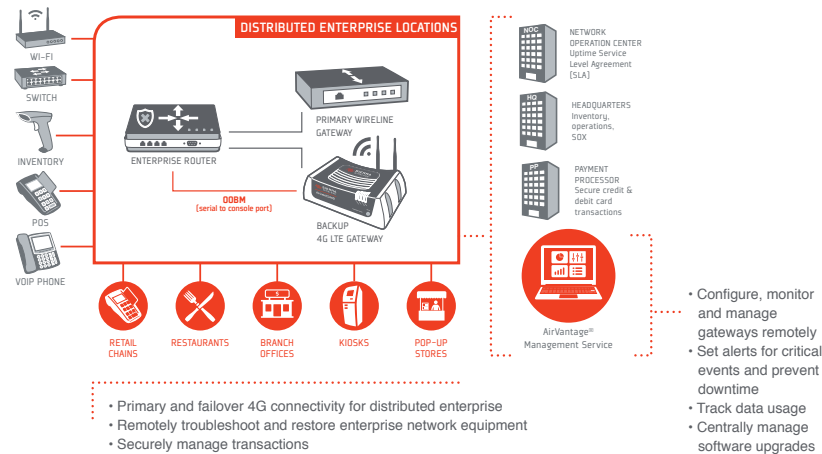 DISTRIBUTED ENTERPRISE LOCATIONS
WI-FI
SWITCH
INVENTORY
POS
VOIP PHONE
ENTERPRISE ROUTER
PRIMARY WIRELINE
GATEWAY
OOBM
[serial to console port]
BACKUP
4G LTE GATEWAY
RETAIL
CHAINS
RESTAURANTS
BRANCH
OFFICES
KIOSKS
POP-UP
STORES
NOC
NETWORK
OPERATION CENTER
Uptime Service
Level Agreement
[SLA]
HQ
HEADQUARTERS
Inventory,
operations,
SOX
PP
PAYMENT
PROCESSOR
Secure credit &
debit card
transactions
AirVantage®
Management Service
• Configure, monitor
and manage
gateways remotely
• Set alerts for critical
events and prevent
downtime
• Track data usage
• Centrally manage
software upgrades
• Primary and failover 4G connectivity for distributed enterprise
• Remotely troubleshoot and restore enterprise network equipment
• Securely manage transactions